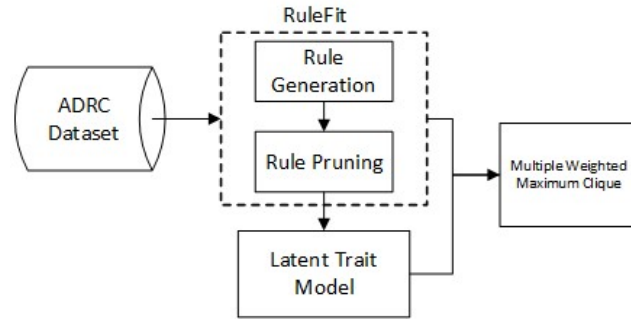 RuleFit
Rule
Generation
ADRC
Dataset
Rule Pruning
Multiple Weighted
Maximum Clique
Latent Trait
Model